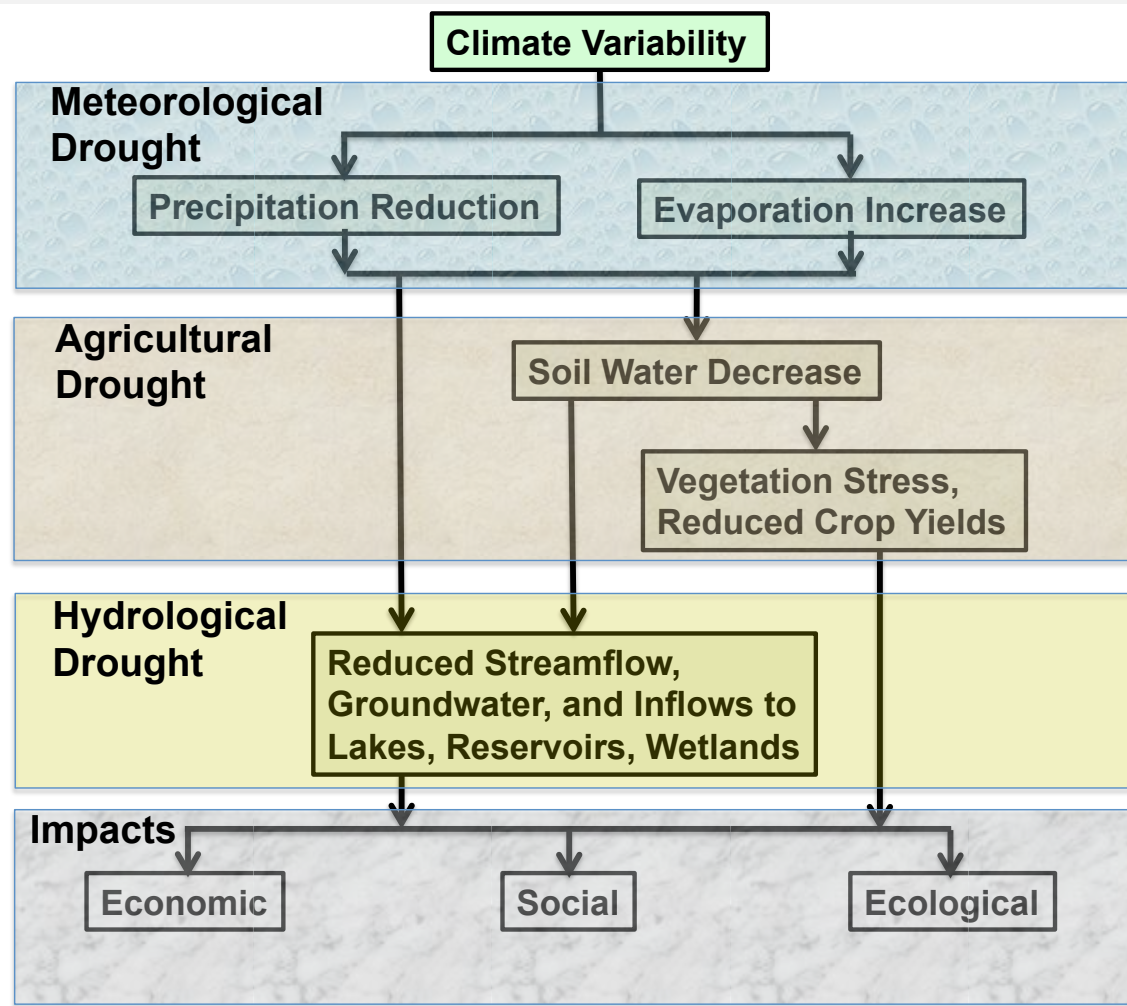 Climate Variability
Meteorological
Drought
Precipitation Reduction
Evaporation Increase
Agricultural
Drought
Soil Water Decrease
Vegetation Stress,
Reduced Crop Yields
Hydrological
Drought
Reduced Streamflow,
Groundwater, and Inflows to
Lakes, Reservoirs, Wetlands
Impacts
Economic
Social
Ecological